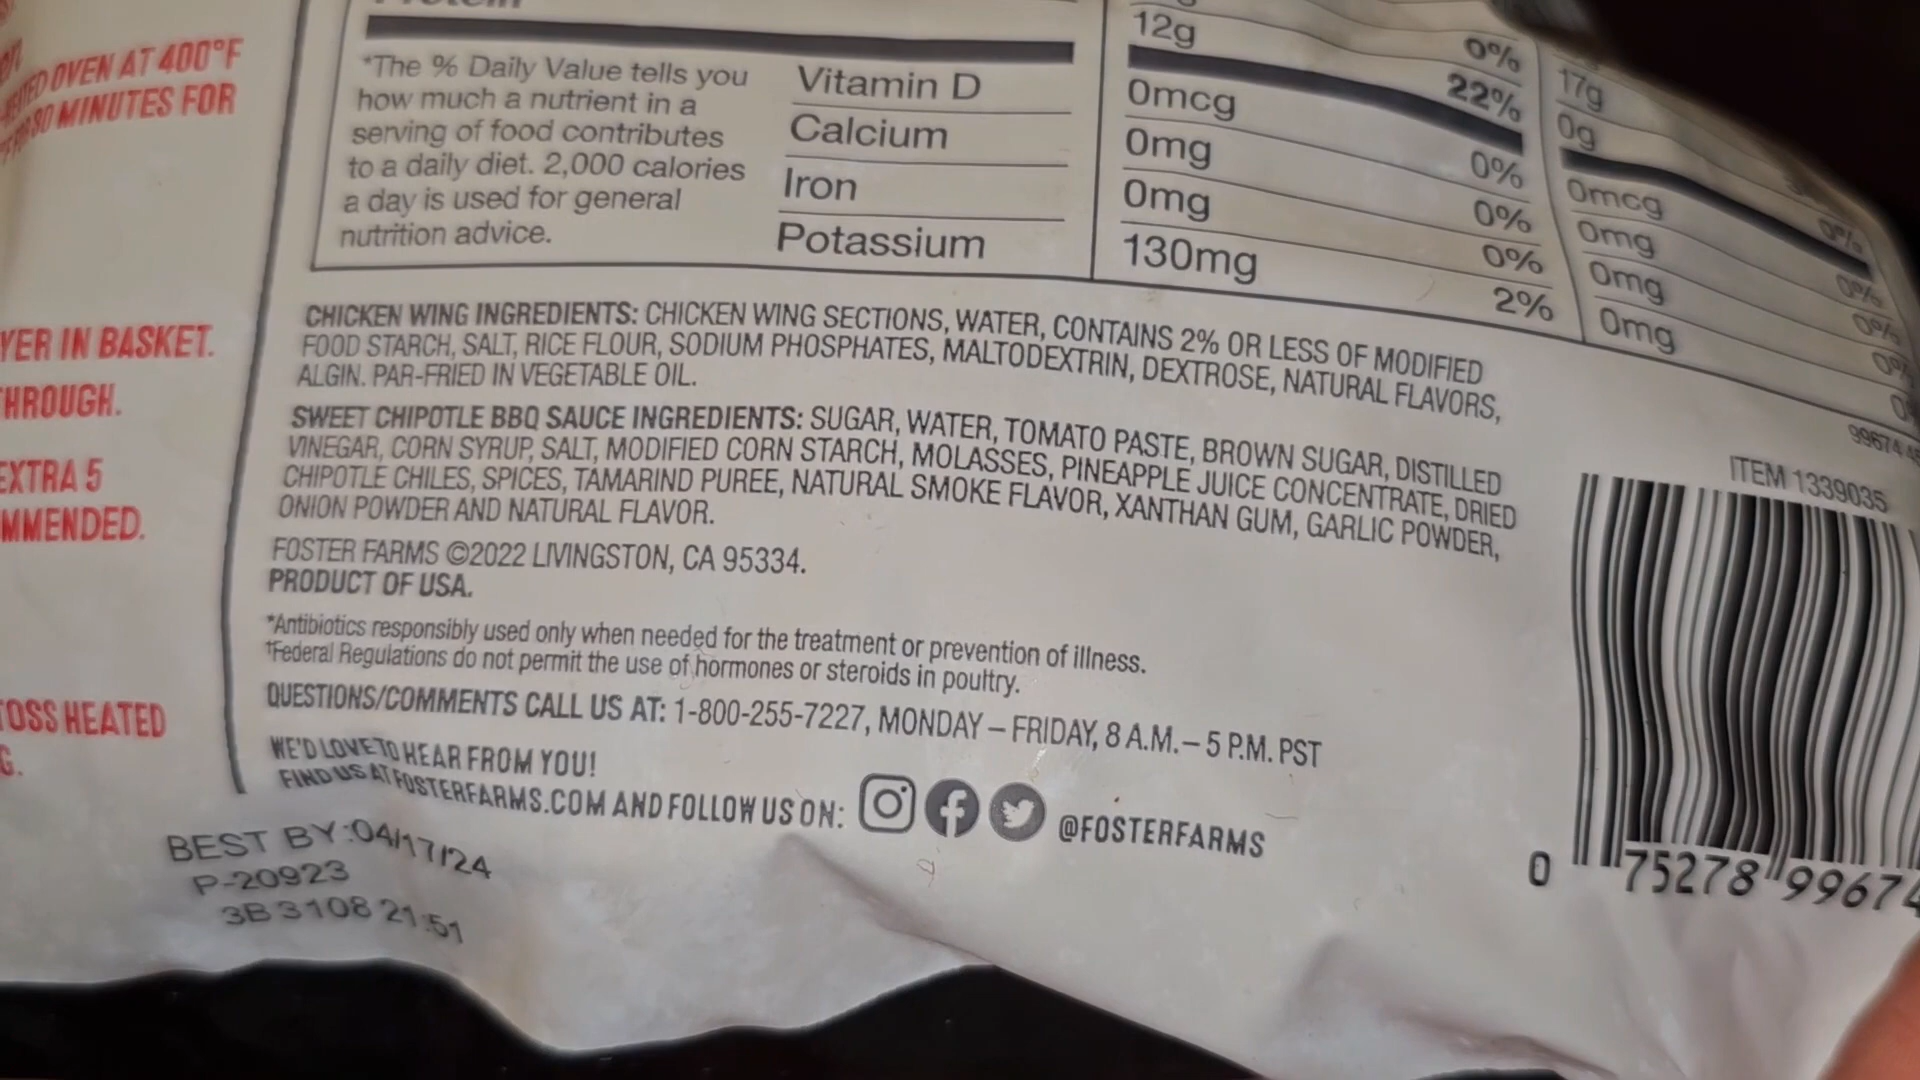 OVEN AT 400°F
30 MINUTES FOR
YER IN BASKET.
HROUGH.
EXTRA 5
MMENDED.
TOSS HEATED
G.
*The % Daily Value tells you
how much a nutrient in a
serving of food contributes
to a daily diet. 2,000 calories
a day is used for general
nutrition advice.
12g 0% 17g
22% 0g
Vitamin D 0mcg 0% 0mcg 0%
Calcium 0mg 0% 0mg 0%
Iron 0mg 0% 0mg 0%
Potassium 130mg 2% 0mg 0%
CHICKEN WING INGREDIENTS: CHICKEN WING SECTIONS, WATER, CONTAINS 2% OR LESS OF MODIFIED
FOOD STARCH, SALT, RICE FLOUR, SODIUM PHOSPHATES, MALTODEXTRIN, DEXTROSE, NATURAL FLAVORS,
ALGIN. PAR-FRIED IN VEGETABLE OIL.
SWEET CHIPOTLE BBQ SAUCE INGREDIENTS: SUGAR, WATER, TOMATO PASTE, BROWN SUGAR, DISTILLED
VINEGAR, CORN SYRUP, SALT, MODIFIED CORN STARCH, MOLASSES, PINEAPPLE JUICE CONCENTRATE, DRIED
CHIPOTLE CHILES, SPICES, TAMARIND PUREE, NATURAL SMOKE FLAVOR, XANTHAN GUM, GARLIC POWDER,
ONION POWDER AND NATURAL FLAVOR.
FOSTER FARMS ©2022 LIVINGSTON, CA 95334.
PRODUCT OF USA.
*Antibiotics responsibly used only when needed for the treatment or prevention of illness.
†Federal Regulations do not permit the use of hormones or steroids in poultry.
QUESTIONS/COMMENTS CALL US AT: 1-800-255-7227, MONDAY – FRIDAY, 8 A.M. – 5 P.M. PST
WE'D LOVE TO HEAR FROM YOU!
FIND US AT FOSTERFARMS.COM AND FOLLOW US ON: @FOSTERFARMS
BEST BY:04/17/24
P-20923
3B 3108 21:51
ITEM 1339035
0 75278 99674